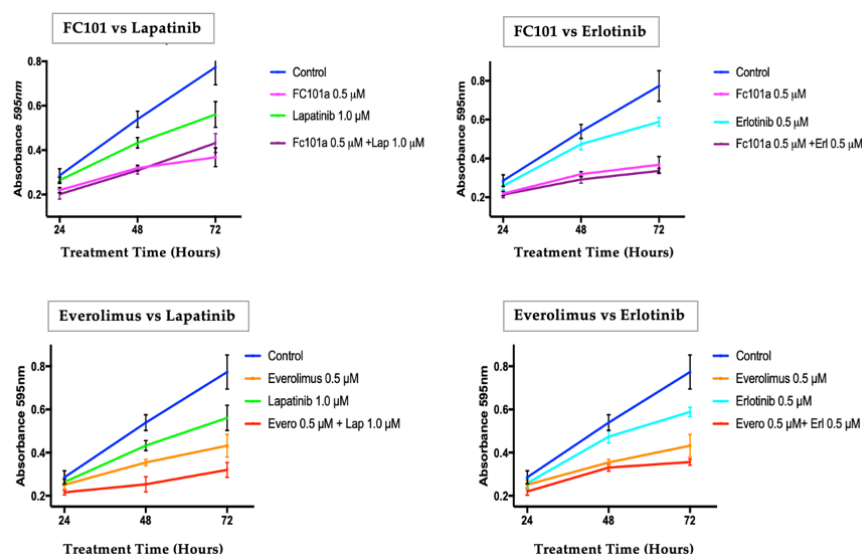 FC101 vs Lapatinib
0.8
0.6
0.4
0.2
Absorbance 595nm
24 48 72
Treatment Time (Hours)
Control
FC101a 0.5 µM
Lapatinib 1.0 µM
Fc101a 0.5 µM +Lap 1.0 µM
FC101 vs Erlotinib
0.8
0.6
0.4
0.2
Absorbance 595nm
24 48 72
Treatment Time (Hours)
Control
Fc101a 0.5 µM
Erlotinib 0.5 µM
Fc101a 0.5 µM +Erl 0.5 µM
Everolimus vs Lapatinib
0.8
0.6
0.4
0.2
Absorbance 595nm
24 48 72
Treatment Time (Hours)
Control
Everolimus 0.5 µM
Lapatinib 1.0 µM
Evero 0.5 µM + Lap 1.0 µM
Everolimus vs Erlotinib
0.8
0.6
0.4
0.2
Absorbance 595nm
24 48 72
Treatment Time (Hours)
Control
Everolimus 0.5 µM
Erlotinib 0.5 µM
Evero 0.5 µM+ Erl 0.5 µM